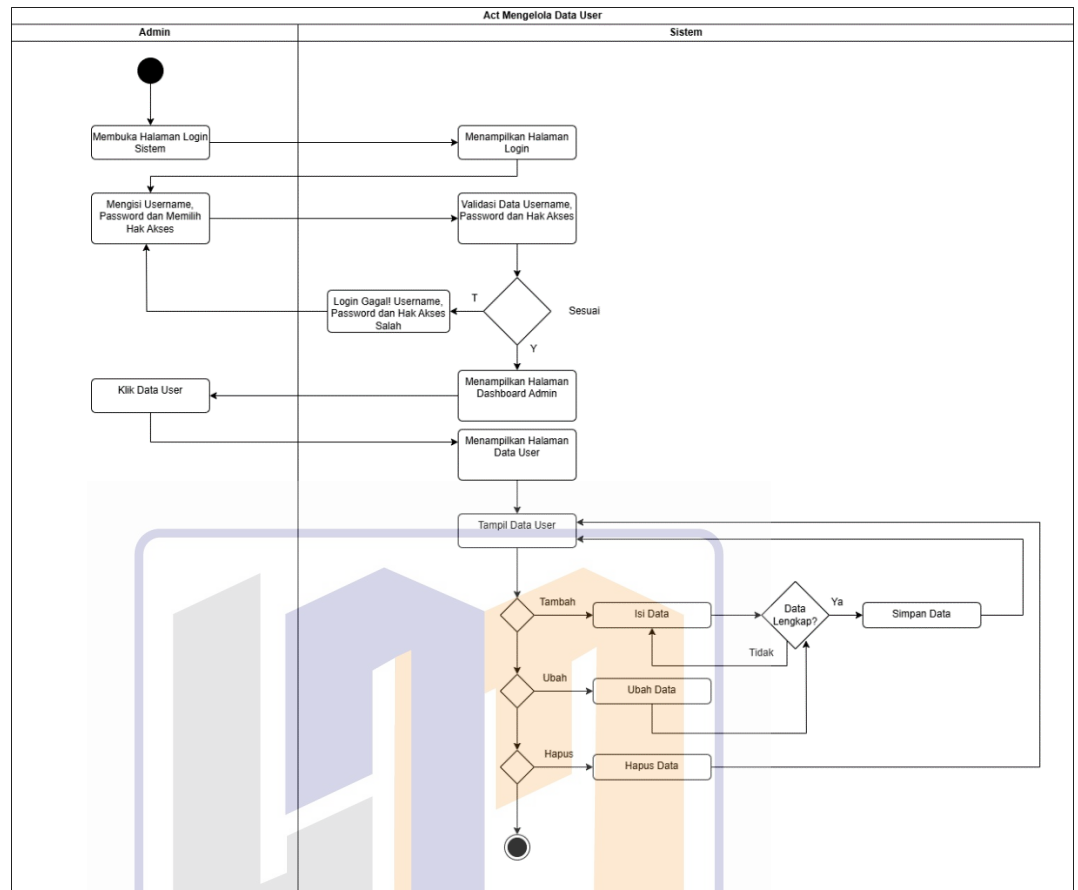 Act Mengelola Data User
Admin
Sistem
Membuka Halaman Login
Sistem
Menampilkan Halaman
Login
Mengisi Username,
Password dan Memilih
Hak Akses
Validasi Data Username,
Password dan Hak Akses
Login Gagal! Username,
Password dan Hak Akses
Salah
T
Sesuai
Y
Klik Data User
Menampilkan Halaman
Dashboard Admin
Menampilkan Halaman
Data User
Tampil Data User
Tambah
Isi Data
Data
Lengkap?
Ya
Simpan Data
Tidak
Ubah
Ubah Data
Hapus
Hapus Data